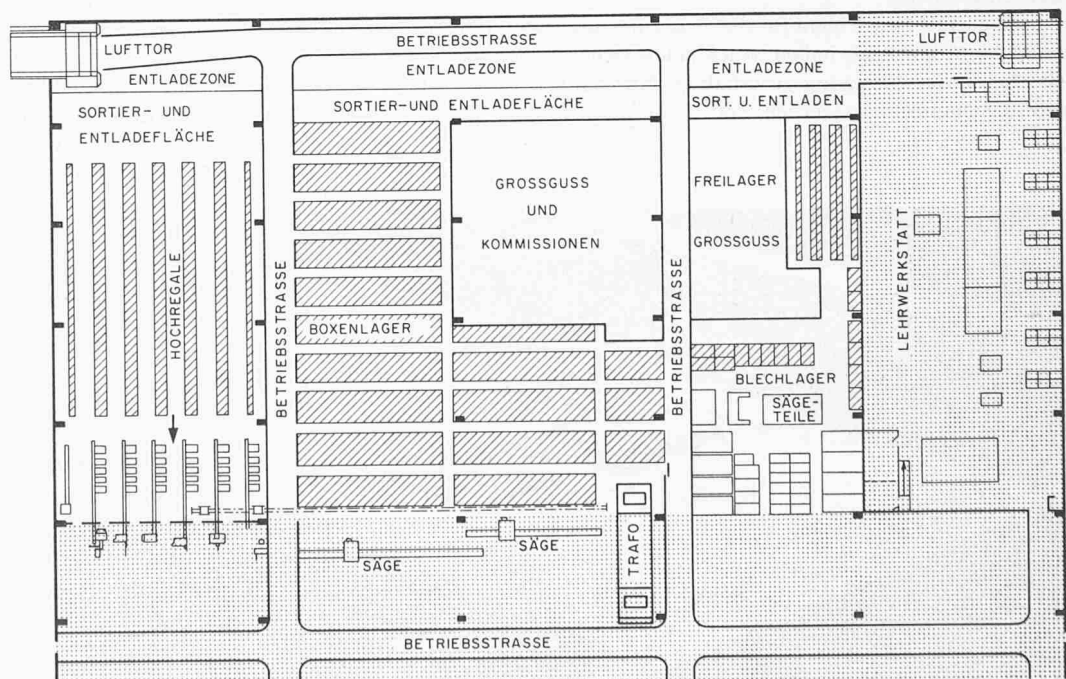 LUFTTOR
BETRIEBSSTRASSE
LUFTTOR
ENTLADEZONE
ENTLADEZONE
ENTLADEZONE
SORTIER- UND
ENTLADEFLÄCHE
SORTIER-UND ENTLADEFLÄCHE
SORT. U. ENTLADEN
GROSSGUSS
UND
KOMMISSIONEN
FREILAGER
GROSSGUSS
HOCHREGALE
BETRIEBSSTRASSE
BOXENLAGER
BETRIEBSSTRASSE
LEHRWERKSTATT
BLECHLAGER
SÄGE-
TEILE
SÄGE
SÄGE
TRAFO
BETRIEBSSTRASSE